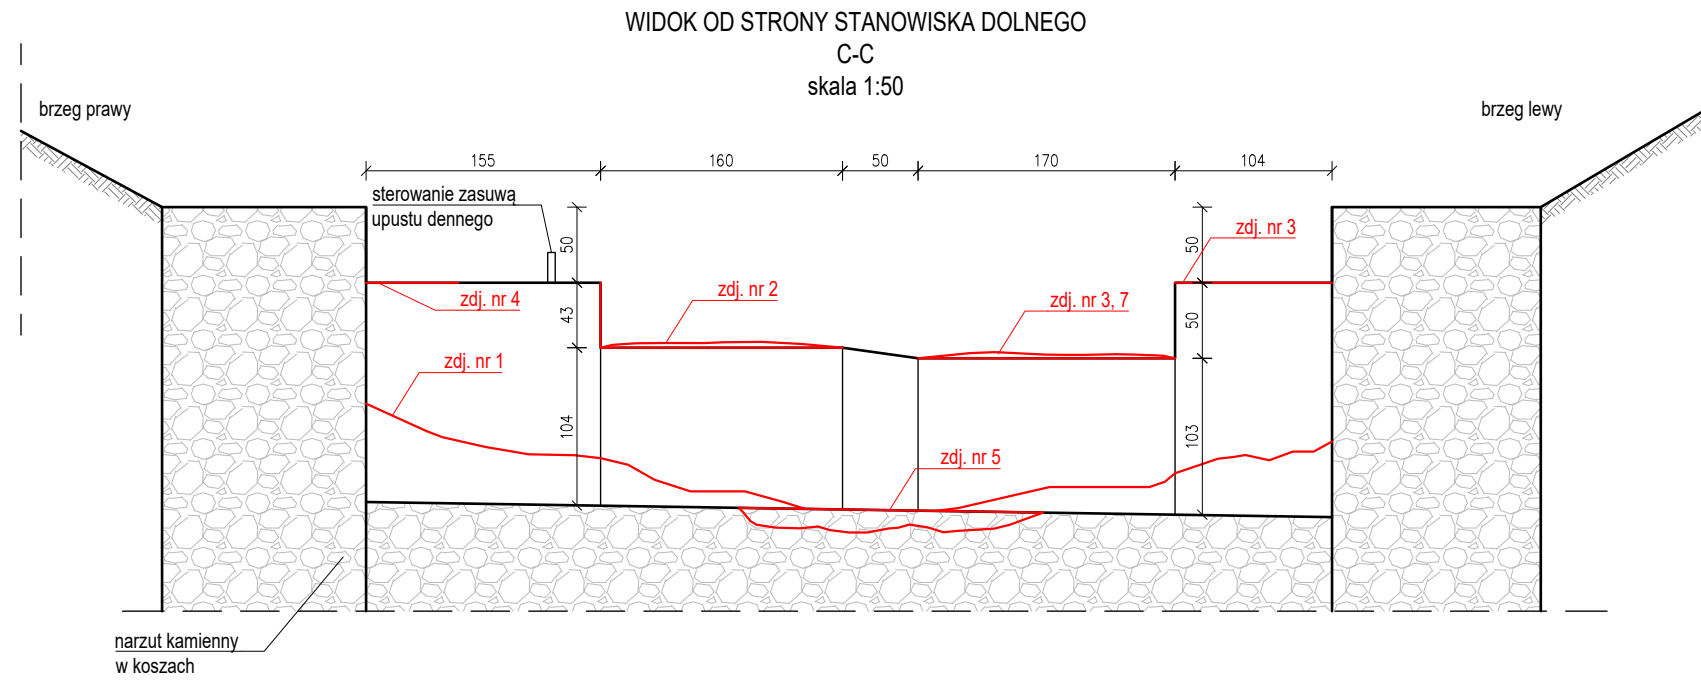 WIDOK OD STRONY STANOWISKA DOLNEGO
C-C
skala 1:50
brzeg prawy
brzeg lewy
155
160
50
170
104
sterowanie zasuwą
upustu dennego
50
50
zdj. nr 3
zdj. nr 4
43
zdj. nr 2
zdj. nr 3, 7
50
zdj. nr 1
104
103
zdj. nr 5
narzut kamienny
w koszach